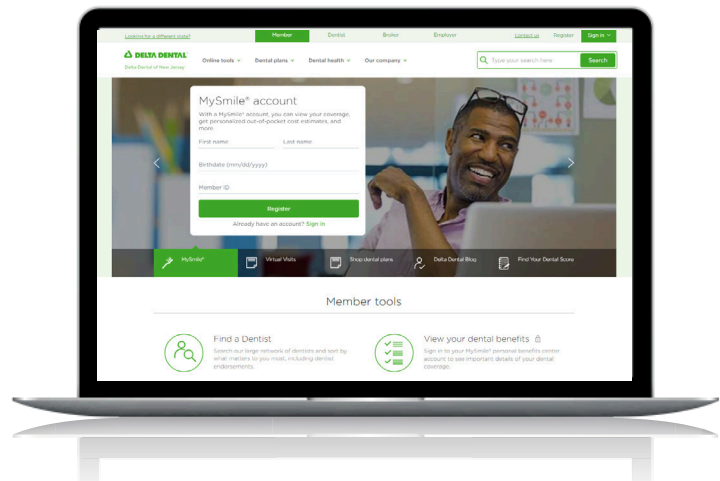 Looking for a different state?
Member
Dentist
Broker
Employer
Contact us
Register
Sign in
DELTA DENTAL®
Delta Dental of New Jersey
Online tools
Dental plans
Dental health
Our company
Type your search here
Search
MySmile® account
With a MySmile® account, you can view your coverage,
get personalized out-of-pocket cost estimates, and
more.
First name
Last name
Birthdate (mm/dd/yyyy)
Member ID
Register
Already have an account? Sign in
MySmile®
Virtual Visits
Shop dental plans
Delta Dental Blog
Find Your Dental Score
Member tools
Find a Dentist
Search our large network of dentists and sort by
what matters to you most, including dentist
endorsements.
View your dental benefits
Sign in to your MySmile® personal benefits center
account to see important details of your dental
coverage.